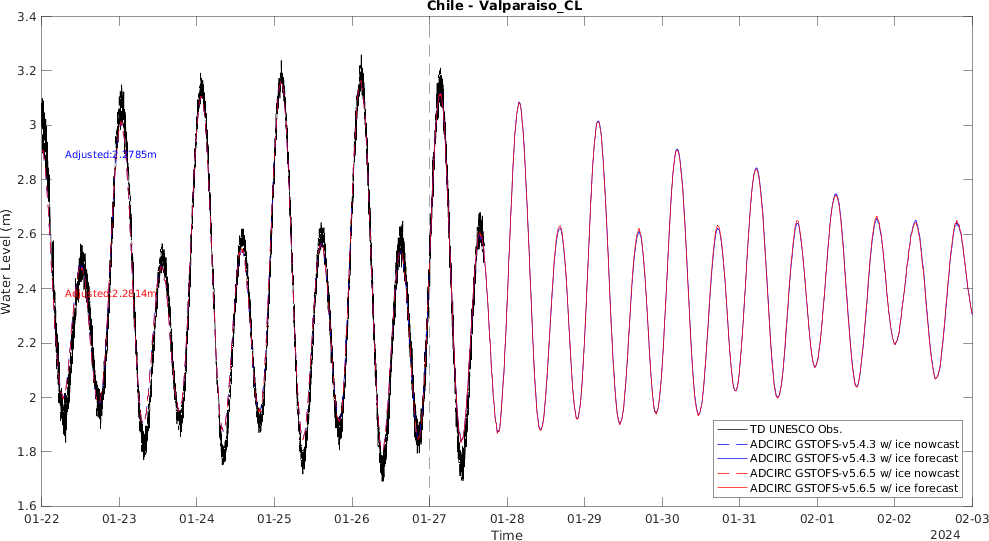 Chile - Valparaiso_CL
3.4
3.2
3
2.8
2.6
2.4
2.2
2
1.8
1.6
Water Level (m)
Adjusted:2.2785m
Adjusted:2.2814m
TD UNESCO Obs.
ADCIRC GSTOFS-v5.4.3 w/ ice nowcast
ADCIRC GSTOFS-v5.4.3 w/ ice forecast
ADCIRC GSTOFS-v5.6.5 w/ ice nowcast
ADCIRC GSTOFS-v5.6.5 w/ ice forecast
01-22 01-23 01-24 01-25 01-26 01-27 01-28 01-29 01-30 01-31 02-01 02-02 02-03
Time
2024